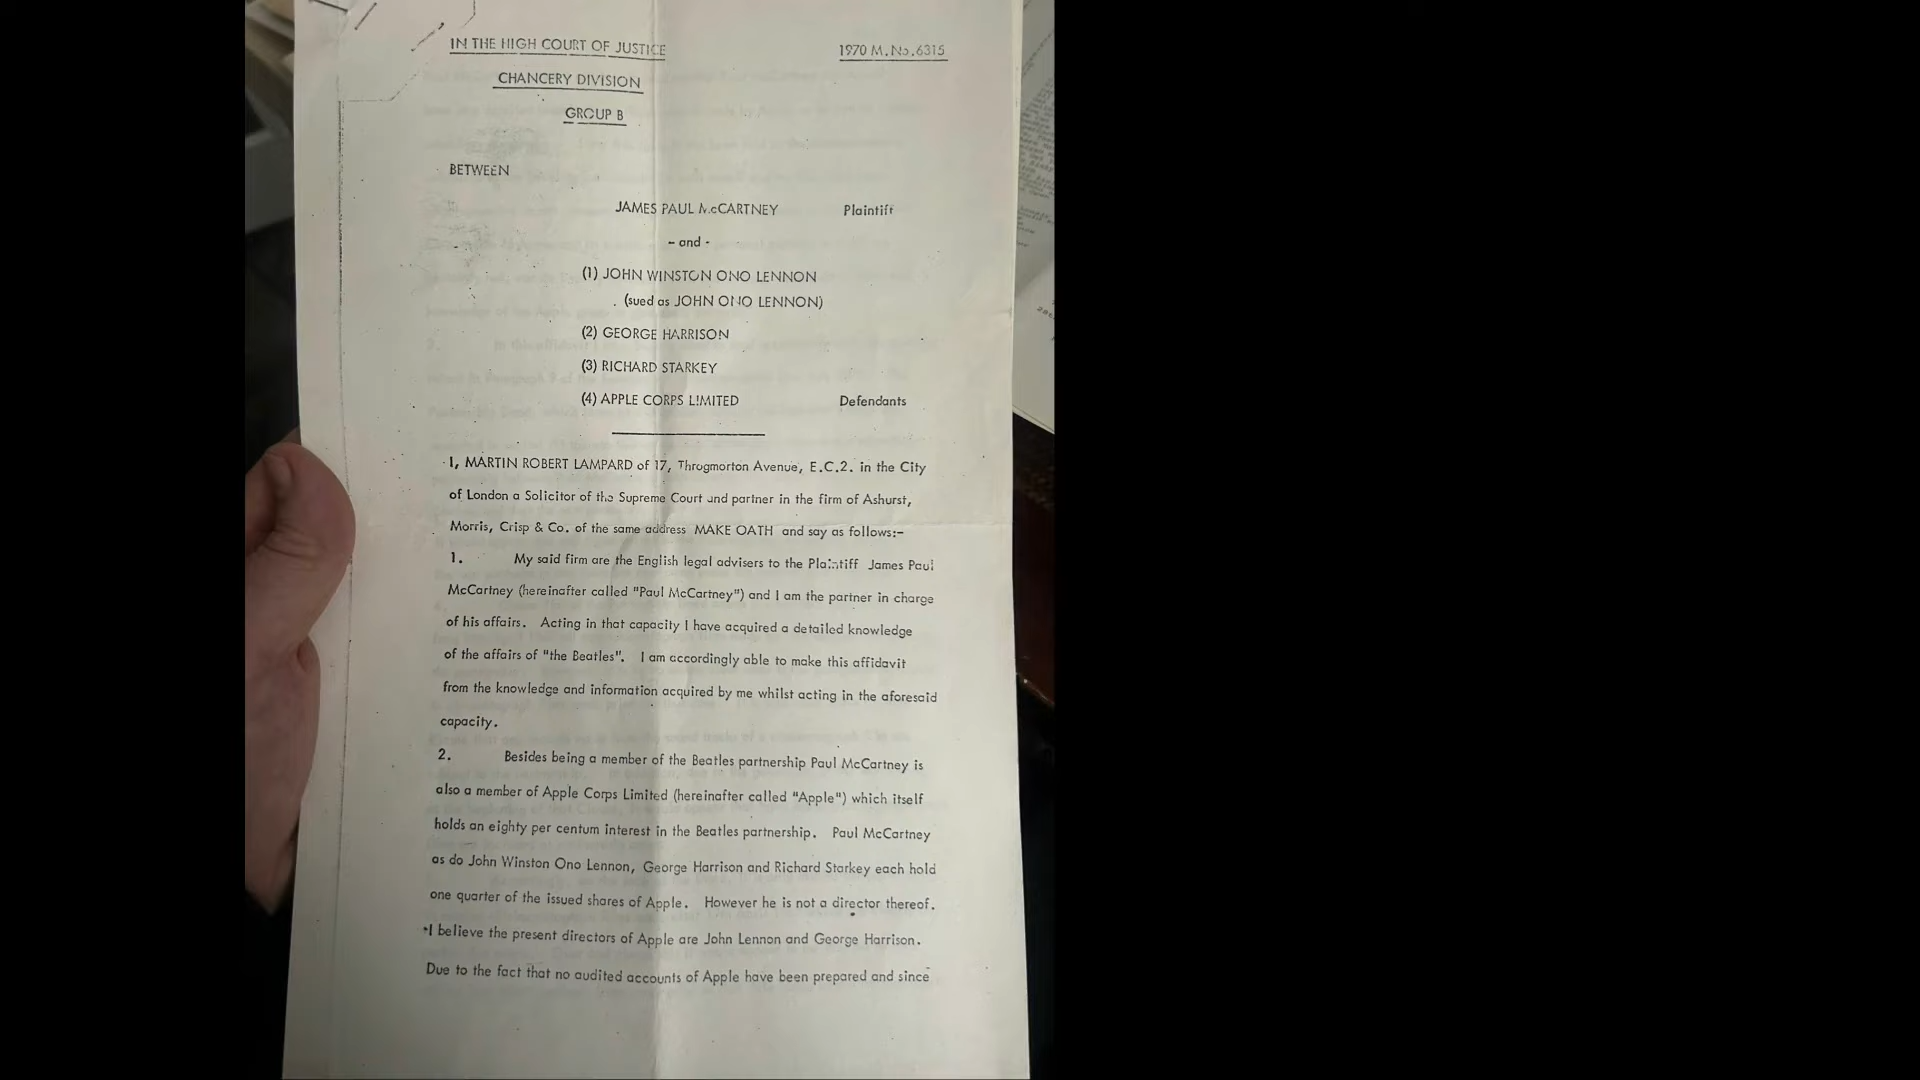 IN THE HIGH COURT OF JUSTICE 1970 M.No.6315
CHANCERY DIVISION
GROUP B
BETWEEN
JAMES PAUL McCARTNEY Plaintiff
- and -
(1) JOHN WINSTON ONO LENNON
(sued as JOHN ONO LENNON)
(2) GEORGE HARRISON
(3) RICHARD STARKEY
(4) APPLE CORPS LIMITED Defendants
I, MARTIN ROBERT LAMPARD of 17, Throgmorton Avenue, E.C.2. in the City
of London a Solicitor of the Supreme Court and partner in the firm of Ashurst,
Morris, Crisp & Co. of the same address MAKE OATH and say as follows:-
1. My said firm are the English legal advisers to the Plaintiff James Paul
McCartney (hereinafter called "Paul McCartney") and I am the partner in charge
of his affairs. Acting in that capacity I have acquired a detailed knowledge
of the affairs of "the Beatles". I am accordingly able to make this affidavit
from the knowledge and information acquired by me whilst acting in the aforesaid
capacity.
2. Besides being a member of the Beatles partnership Paul McCartney is
also a member of Apple Corps Limited (hereinafter called "Apple") which itself
holds an eighty per centum interest in the Beatles partnership. Paul McCartney
as do John Winston Ono Lennon, George Harrison and Richard Starkey each hold
one quarter of the issued shares of Apple. However he is not a director thereof.
I believe the present directors of Apple are John Lennon and George Harrison.
Due to the fact that no audited accounts of Apple have been prepared and since